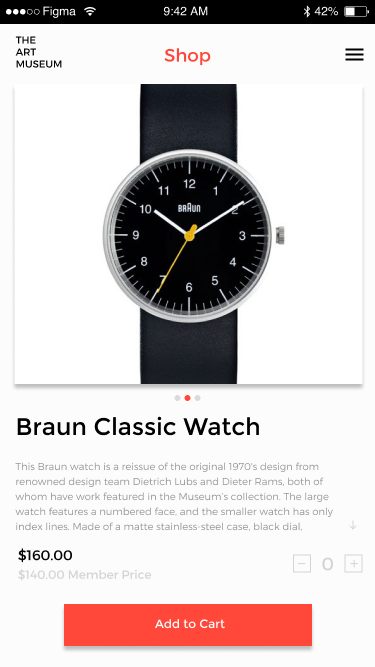 Figma 9:42 AM 42%
THE
ART
MUSEUM
Shop
12
11 1
10 2
BRAUN
9 3
8 4
7 5
6
Braun Classic Watch
This Braun watch is a reissue of the original 1970's design from
renowned design team Dietrich Lubs and Dieter Rams, both of
whom have work featured in the Museum's collection. The large
watch features a numbered face, and the smaller watch has only
index lines. Made of a matte stainless-steel case, black dial,
$160.00
$140.00 Member Price
0
Add to Cart